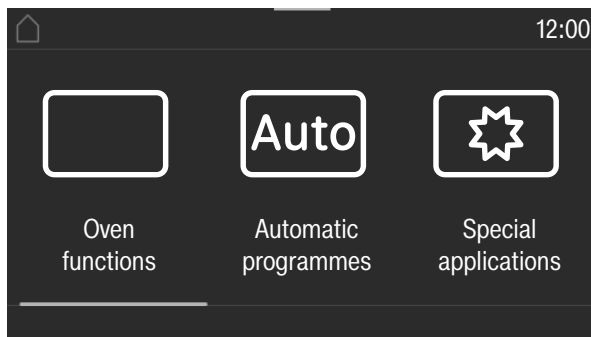 12:00
Auto
Oven
functions
Automatic
programmes
Special
applications